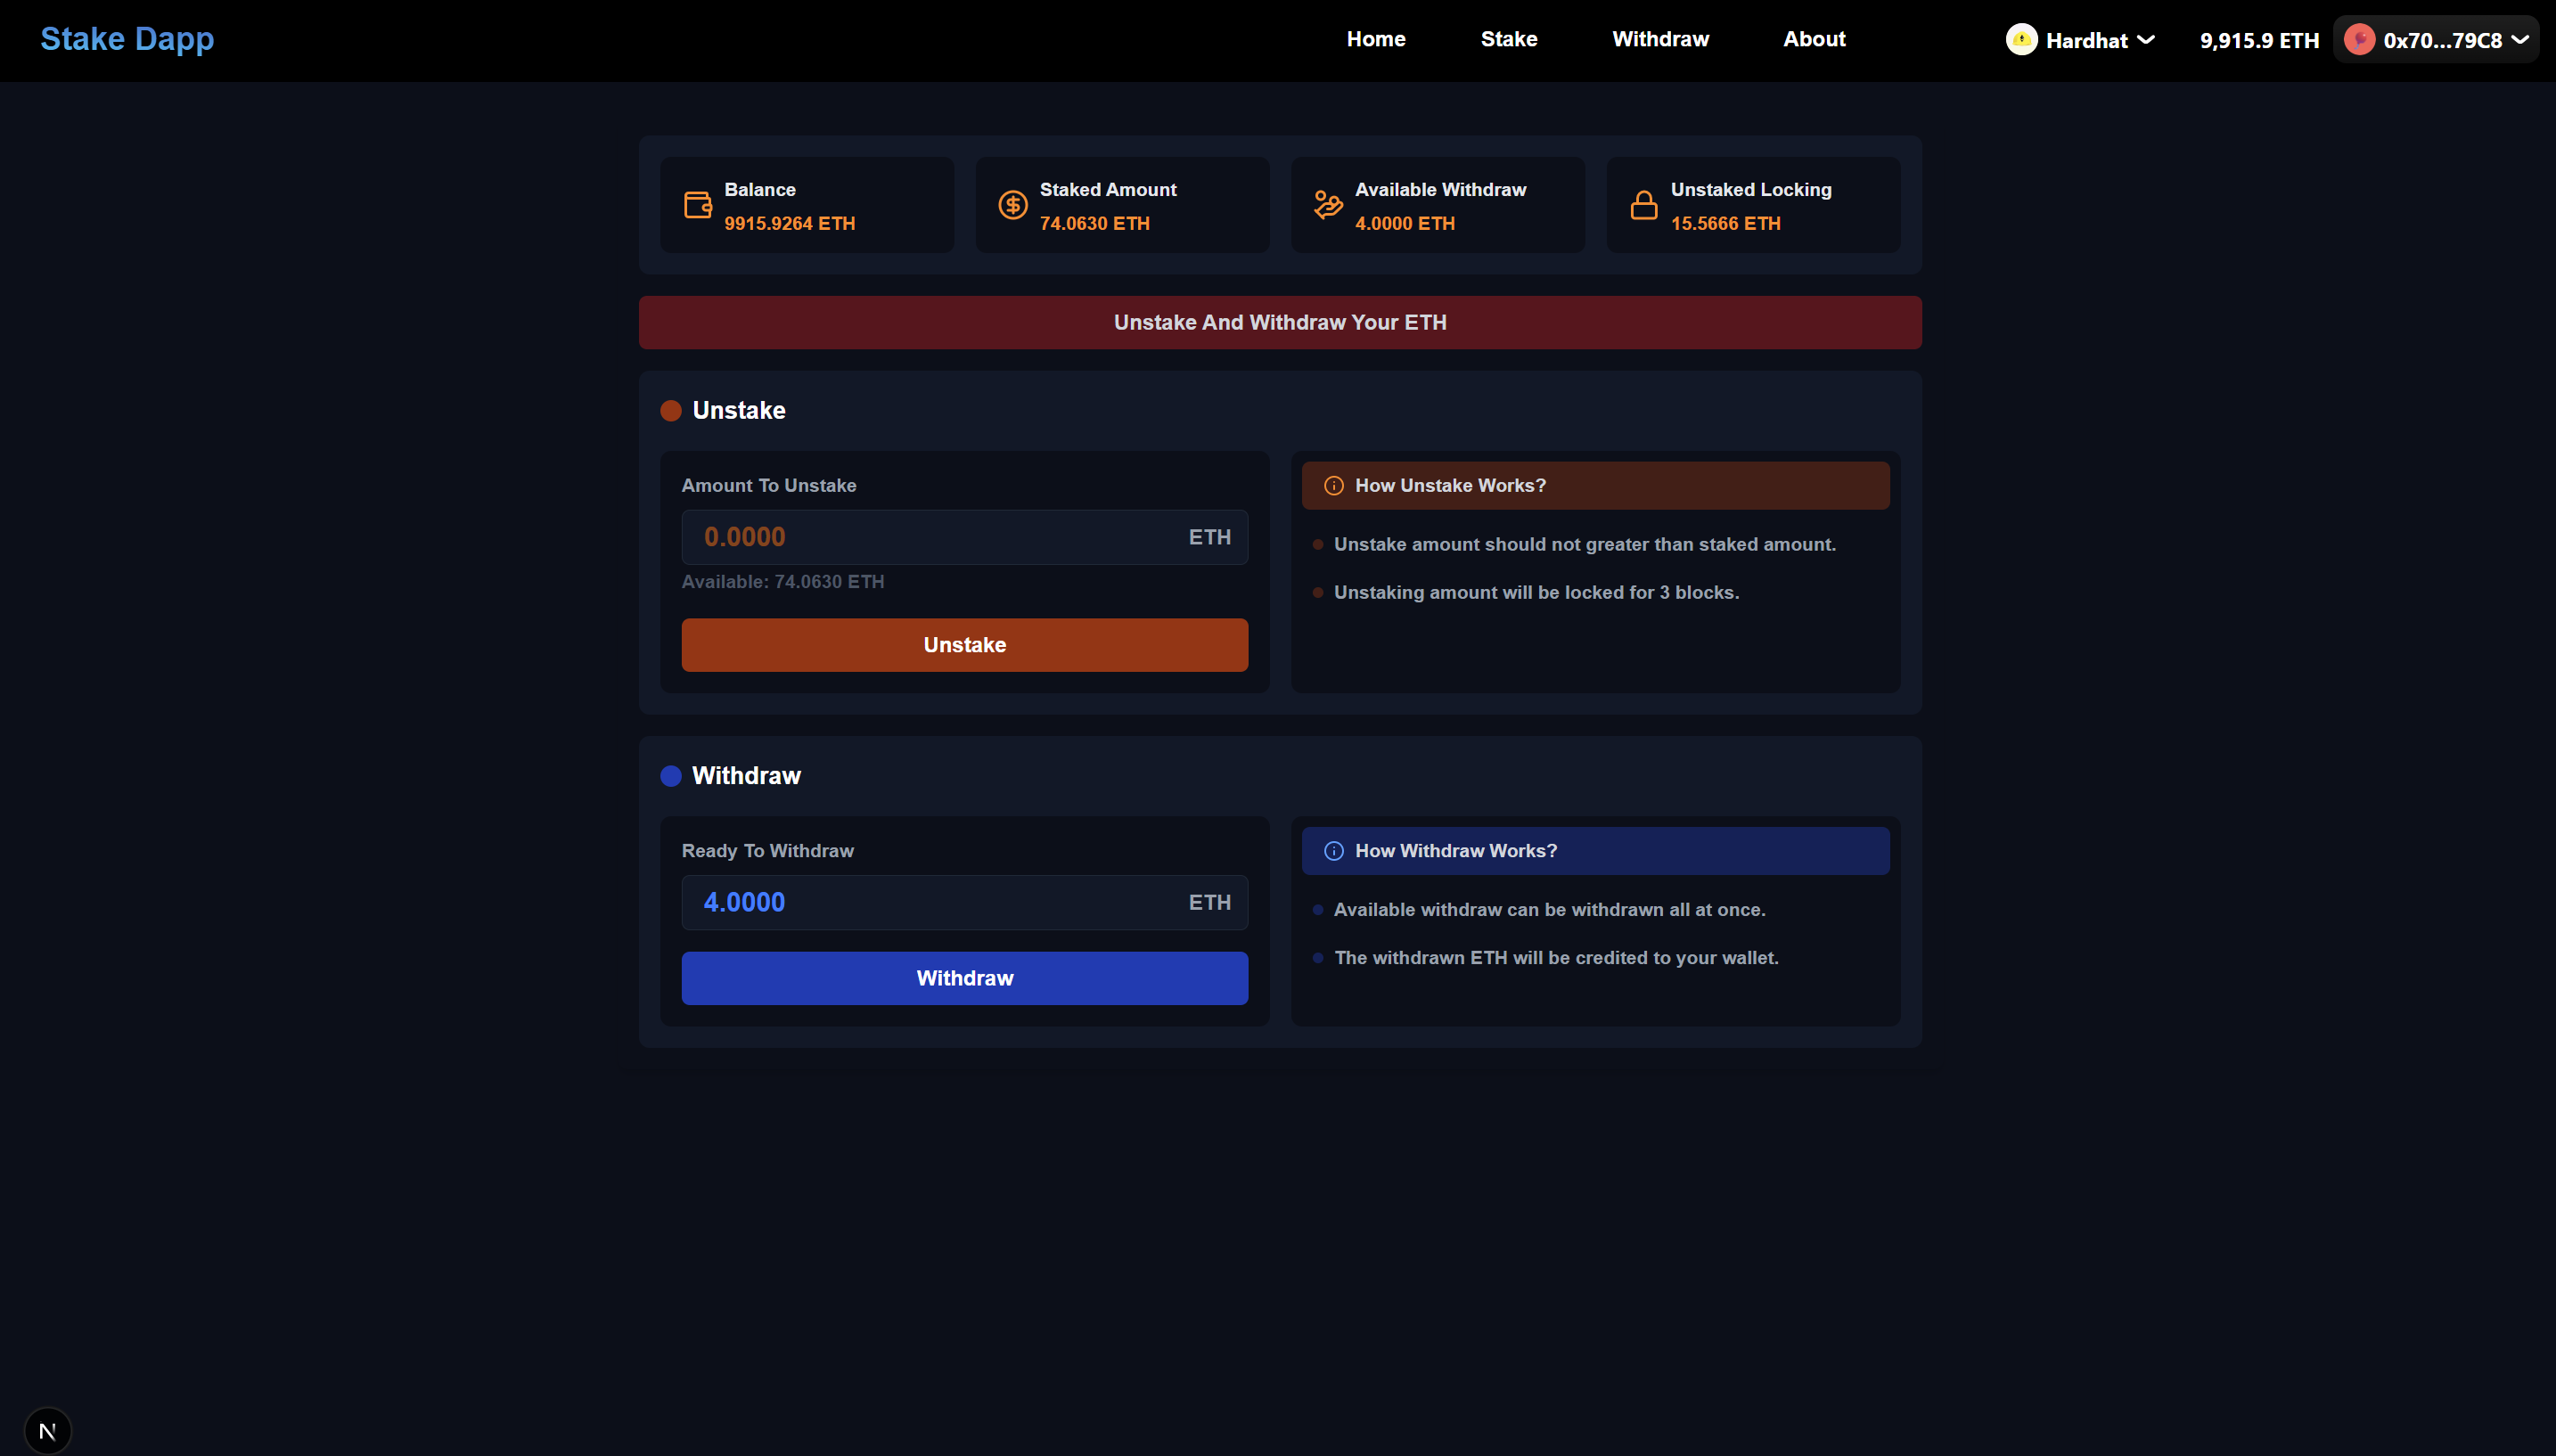 Stake Dapp
Home
Stake
Withdraw
About
Hardhat
9,915.9 ETH
0x70...79C8
Balance
9915.9264 ETH
Staked Amount
74.0630 ETH
Available Withdraw
4.0000 ETH
Unstaked Locking
15.5666 ETH
Unstake And Withdraw Your ETH
Unstake
Amount To Unstake
0.0000 ETH
Available: 74.0630 ETH
Unstake
How Unstake Works?
Unstake amount should not greater than staked amount.
Unstaking amount will be locked for 3 blocks.
Withdraw
Ready To Withdraw
4.0000 ETH
Withdraw
How Withdraw Works?
Available withdraw can be withdrawn all at once.
The withdrawn ETH will be credited to your wallet.
N